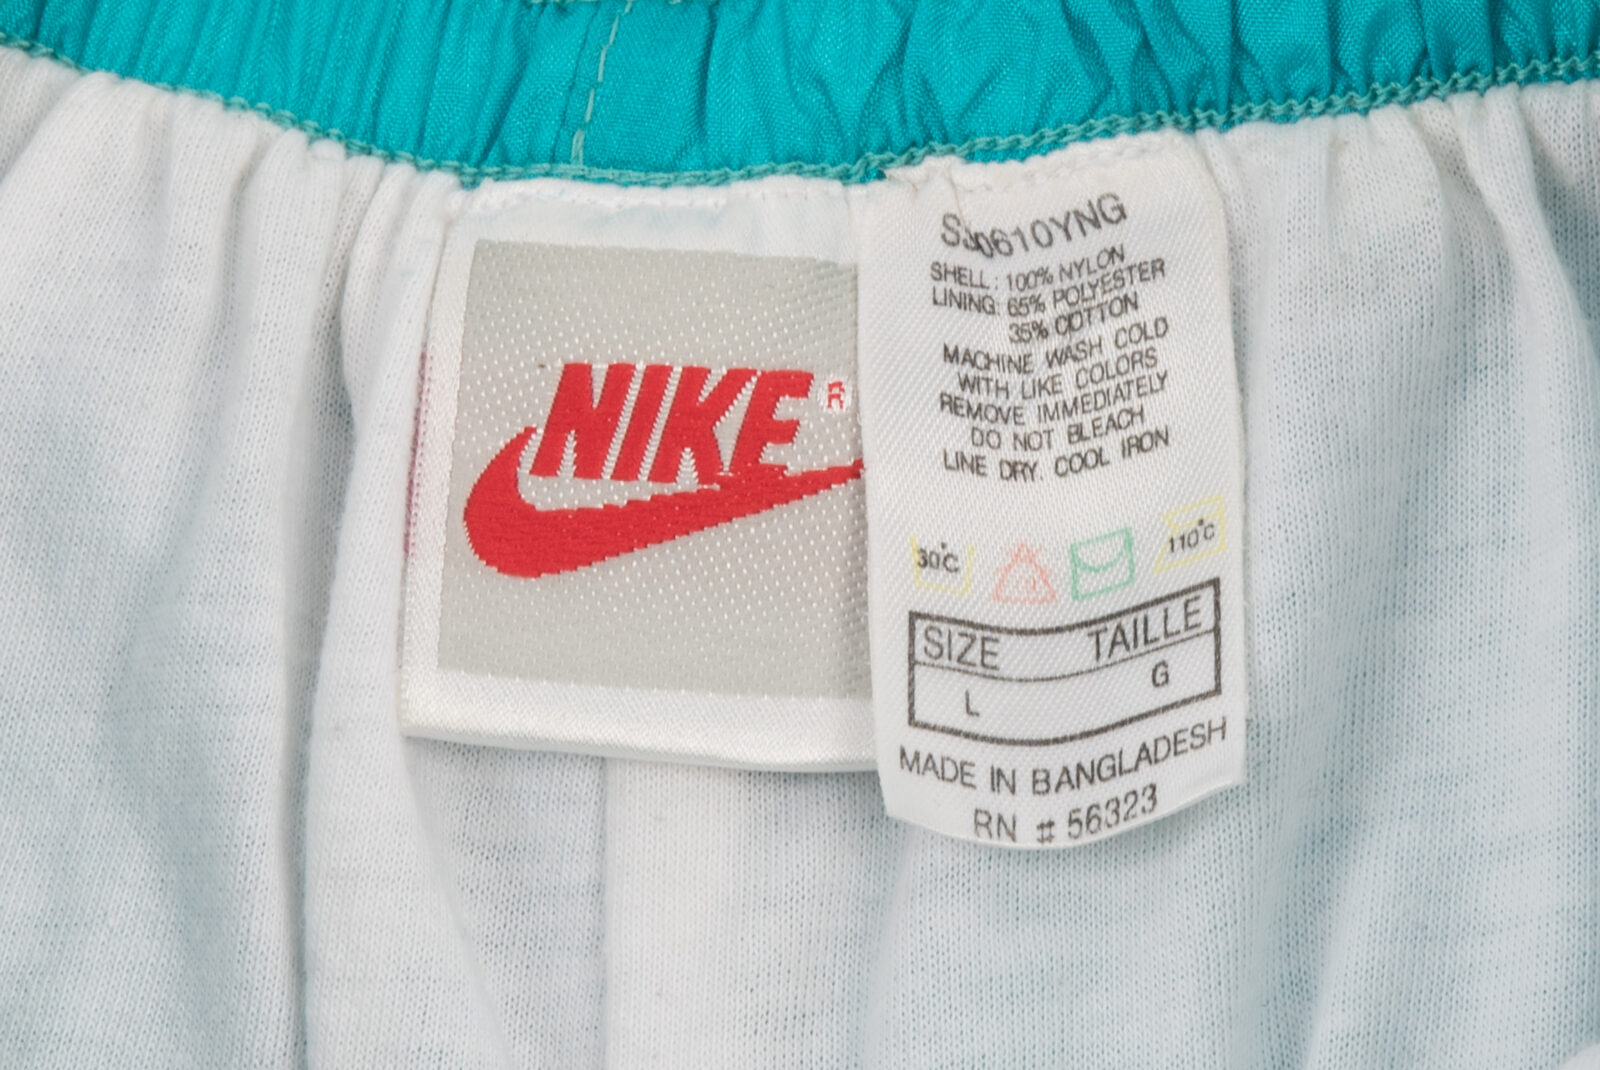 NIKE®
SHELL: 100% NYLON
LINING: 65% POLYESTER
35% COTTON
MACHINE WASH COLD
WITH LIKE COLORS
REMOVE IMMEDIATELY
DO NOT BLEACH
LINE DRY. COOL IRON
30°C 110°C
SIZE TAILLE
L G
MADE IN BANGLADESH
RN # 56323